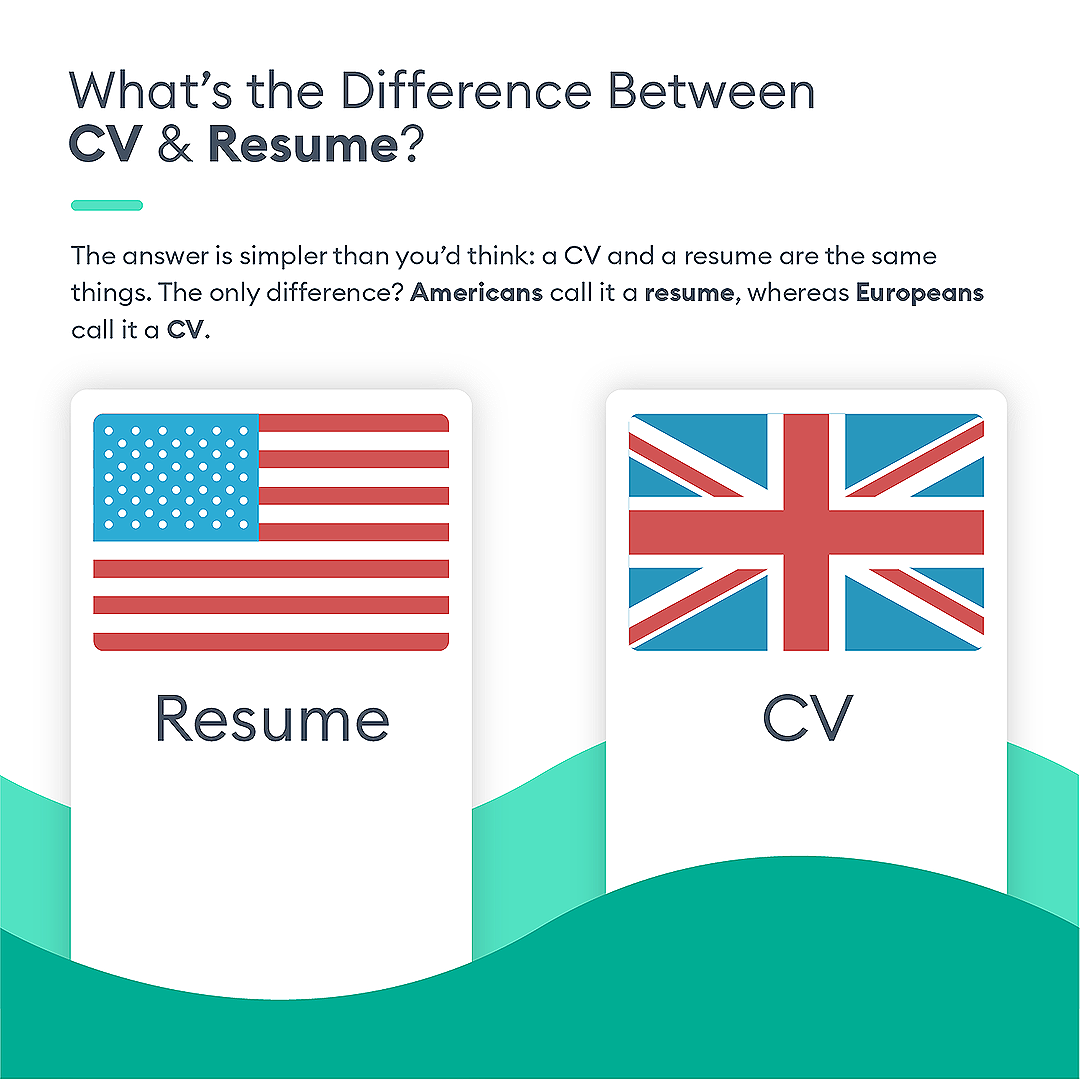 What’s the Difference Between
CV & Resume?
The answer is simpler than you’d think: a CV and a resume are the same
things. The only difference? Americans call it a resume, whereas Europeans
call it a CV.
Resume
CV